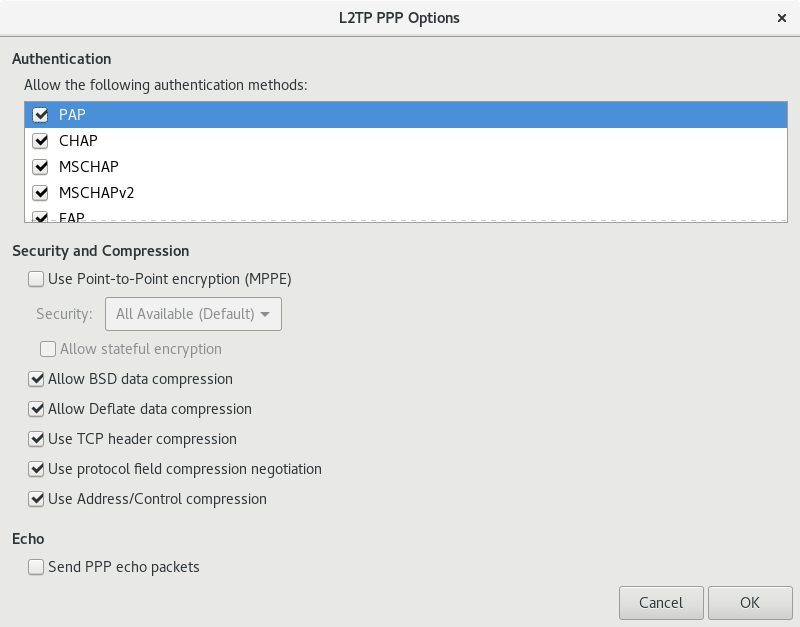 L2TP PPP Options
Authentication
Allow the following authentication methods:
PAP
CHAP
MSCHAP
MSCHAPv2
EAP
Security and Compression
Use Point-to-Point encryption (MPPE)
Security: All Available (Default)
Allow stateful encryption
Allow BSD data compression
Allow Deflate data compression
Use TCP header compression
Use protocol field compression negotiation
Use Address/Control compression
Echo
Send PPP echo packets
Cancel OK